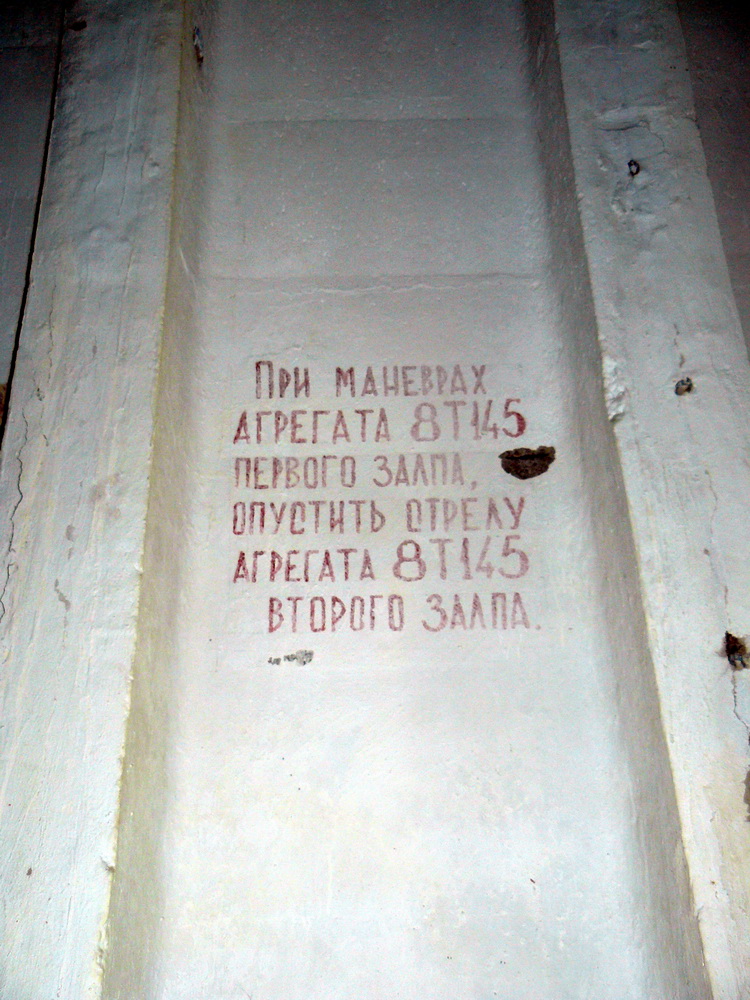 При маневрах
агрегата 8Т145
первого залпа,
опустить стрелу
агрегата 8Т145
второго залпа.